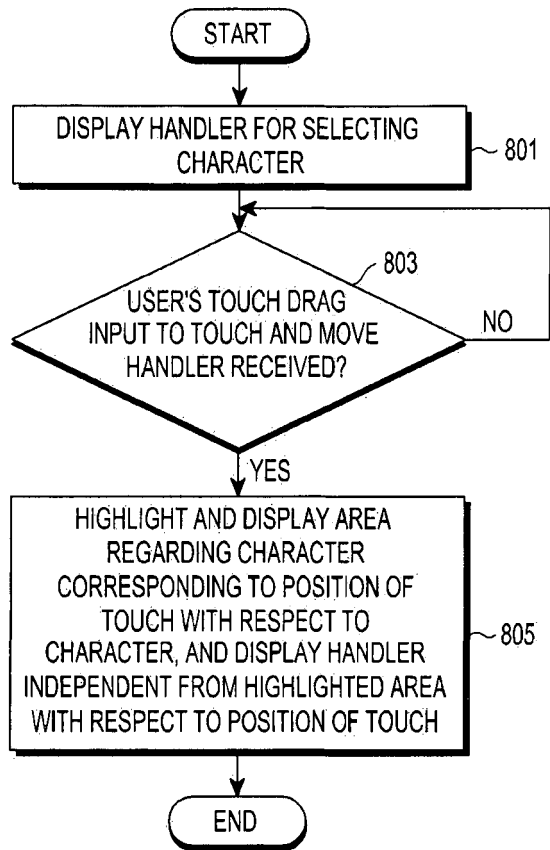 START
DISPLAY HANDLER FOR SELECTING
CHARACTER
801
803
USER'S TOUCH DRAG
INPUT TO TOUCH AND MOVE
HANDLER RECEIVED?
NO
YES
HIGHLIGHT AND DISPLAY AREA
REGARDING CHARACTER
CORRESPONDING TO POSITION OF
TOUCH WITH RESPECT TO
CHARACTER, AND DISPLAY HANDLER
INDEPENDENT FROM HIGHLIGHTED AREA
WITH RESPECT TO POSITION OF TOUCH
805
END